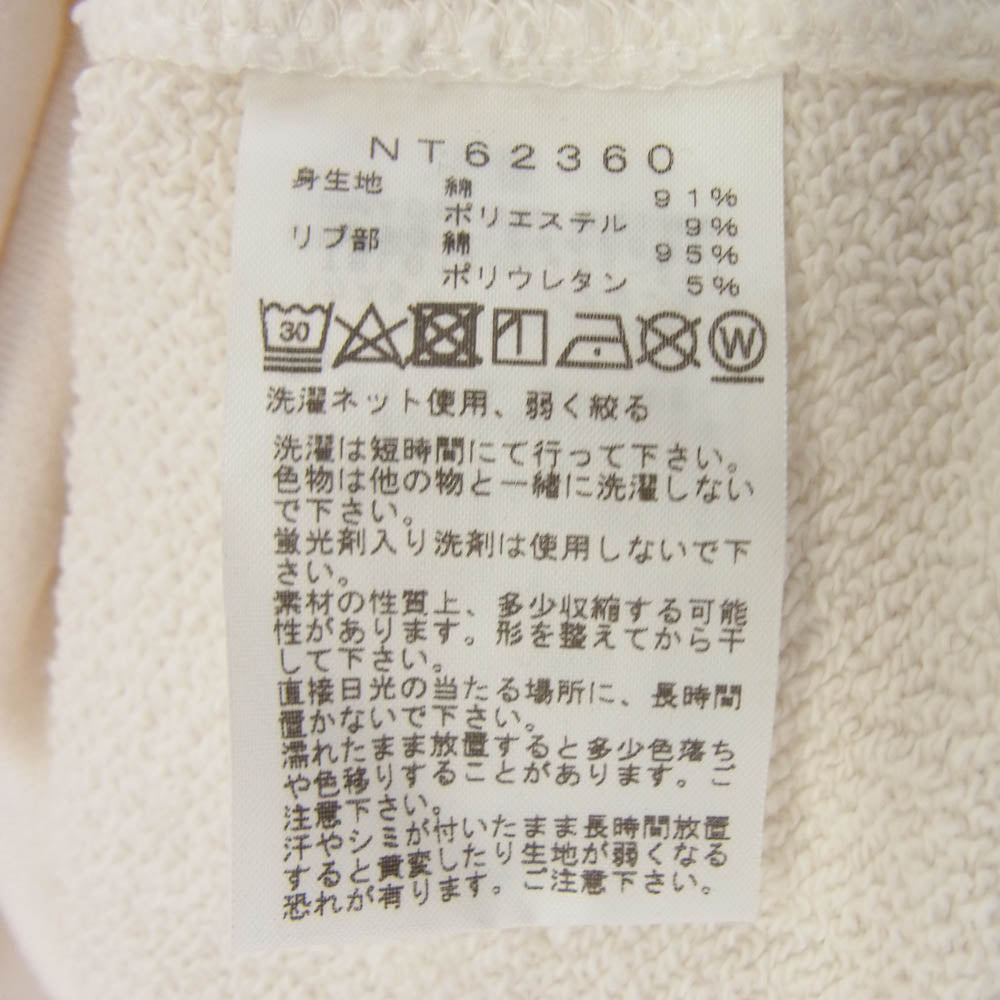 NT62360
身生地 綿 91%
ポリエステル 9%
リブ部 綿 95%
ポリウレタン 5%
30 W
洗濯ネット使用、弱く絞る
洗濯は短時間にて行って下さい。
色物は他の物と一緒に洗濯しない
で下さい。
蛍光剤入り洗剤は使用しないで下
さい。
素材の性質上、多少収縮する可能
性があります。形を整えてから干
して下さい。
直接日光の当たる場所に、長時間
置かないで下さい。
濡れたまま放置すると多少色落ち
や色移りすることがあります。ご
注意下さい。
汗やシミが付いたまま長時間放置
すると黄変したり生地が弱くなる
恐れが有ります。ご注意下さい。